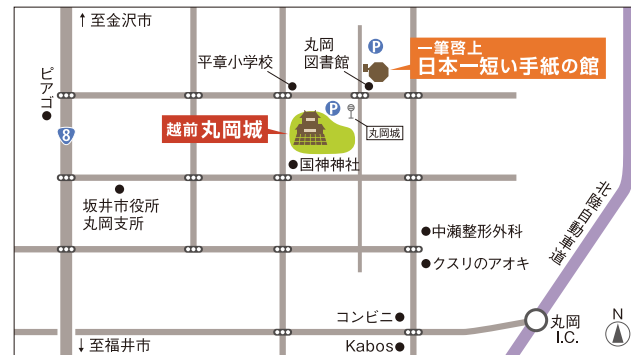 ↑至金沢市
ピアゴ
8
平章小学校
丸岡
図書館
P
一筆啓上
日本一短い手紙の館
越前丸岡城
P
丸岡城
国神神社
坂井市役所
丸岡支所
中瀬整形外科
クスリのアオキ
北陸自動車道
コンビニ
Kabos
丸岡
I.C.
N
↓至福井市